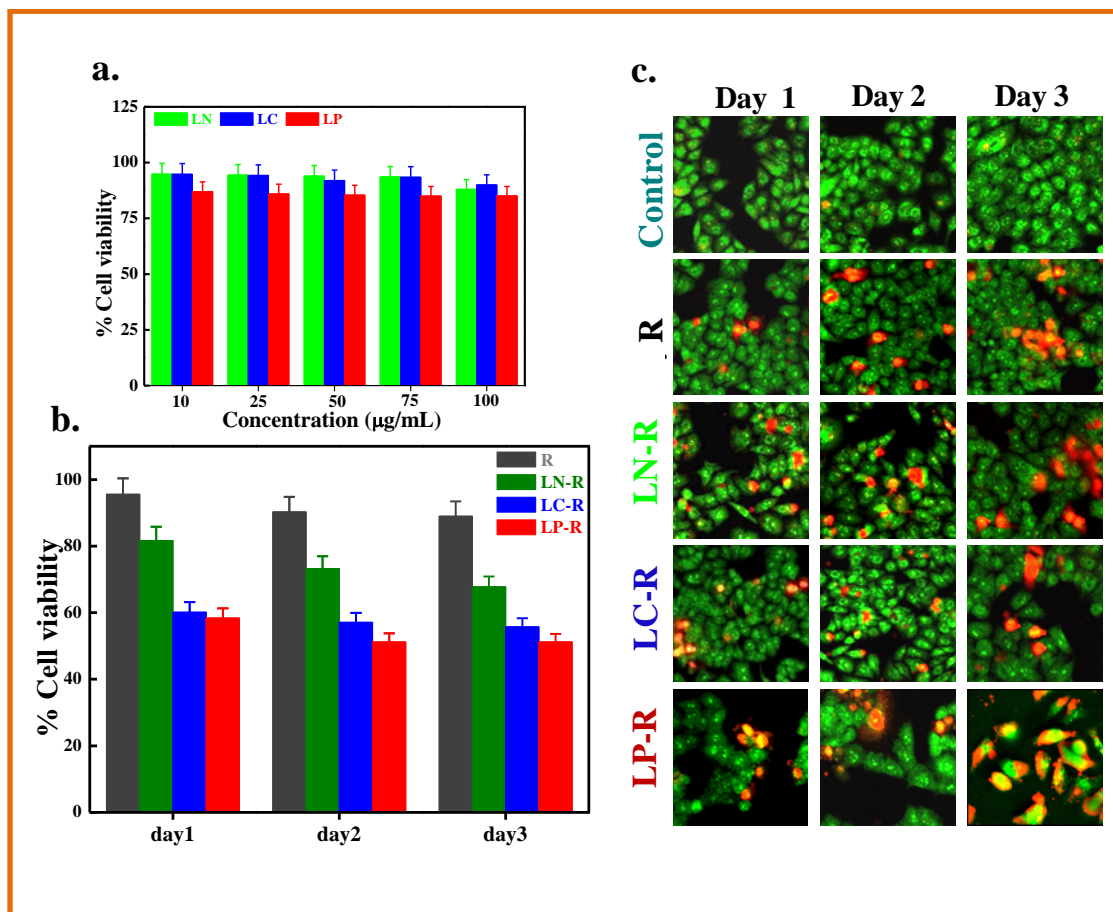 a.
125
100
75
50
25
0
% Cell viability
LN LC LP
10 25 50 75 100
Concentration (µg/mL)
b.
100
80
60
40
20
0
% Cell viability
R
LN-R
LC-R
LP-R
day1 day2 day3
c.
Day 1 Day 2 Day 3
Control
R
LN-R
LC-R
LP-R